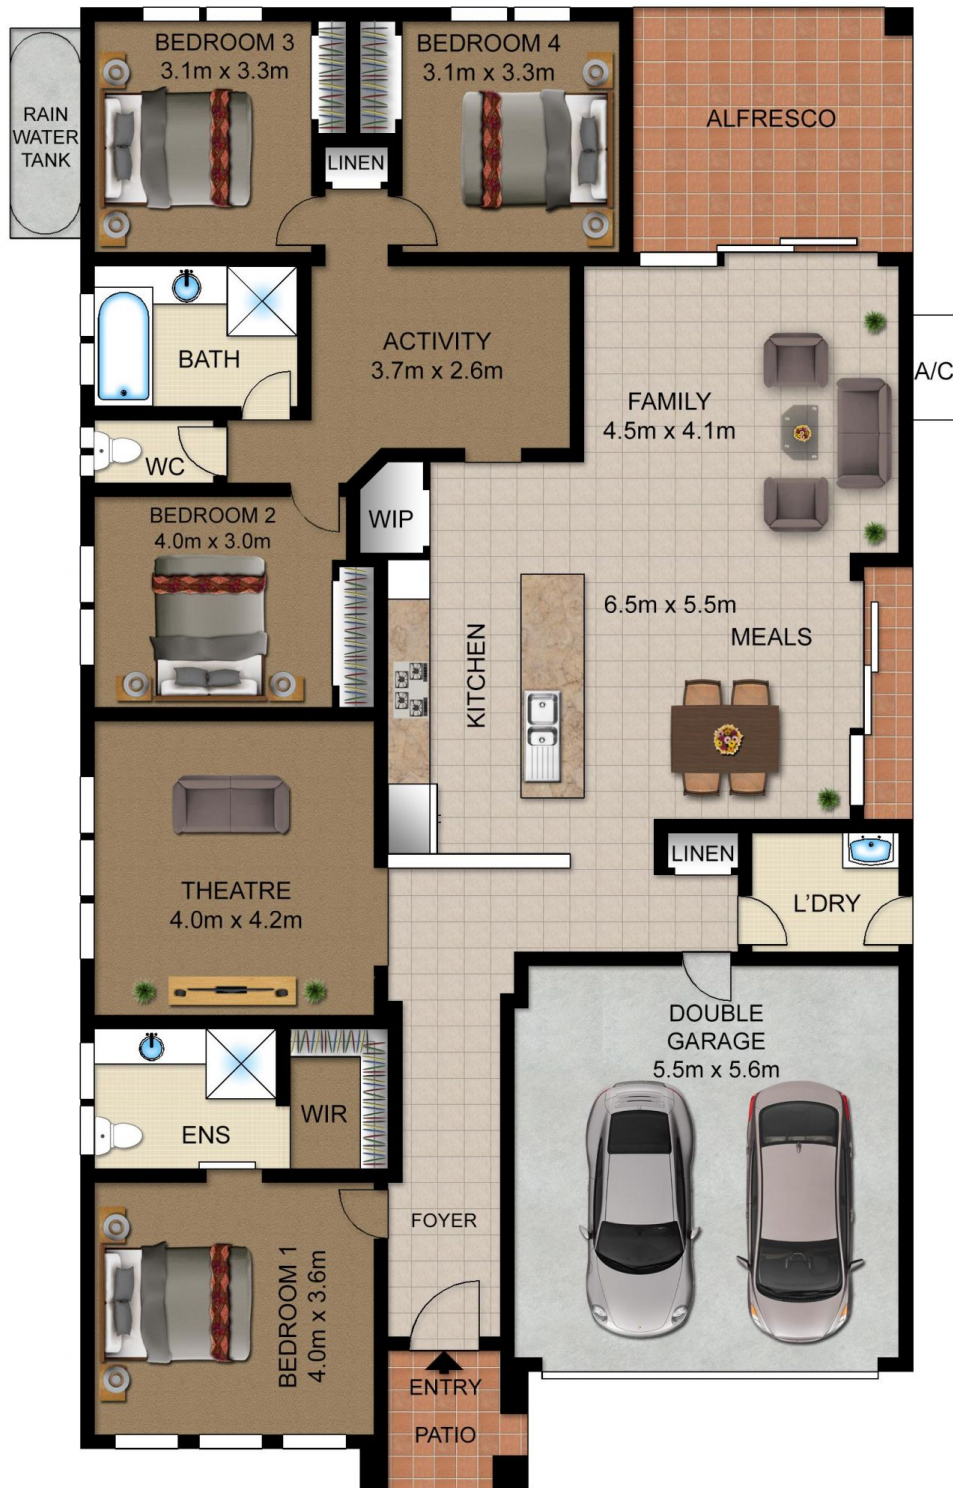 BEDROOM 3
3.1m x 3.3m
BEDROOM 4
3.1m x 3.3m
RAIN
WATER
TANK
ALFRESCO
LINEN
ACTIVITY
3.7m x 2.6m
BATH
A/C
FAMILY
4.5m x 4.1m
WC
WIP
BEDROOM 2
4.0m x 3.0m
6.5m x 5.5m
MEALS
KITCHEN
LINEN
THEATRE
4.0m x 4.2m
L'DRY
DOUBLE
GARAGE
5.5m x 5.6m
WIR
ENS
FOYER
BEDROOM 1
4.0m x 3.6m
ENTRY
PATIO